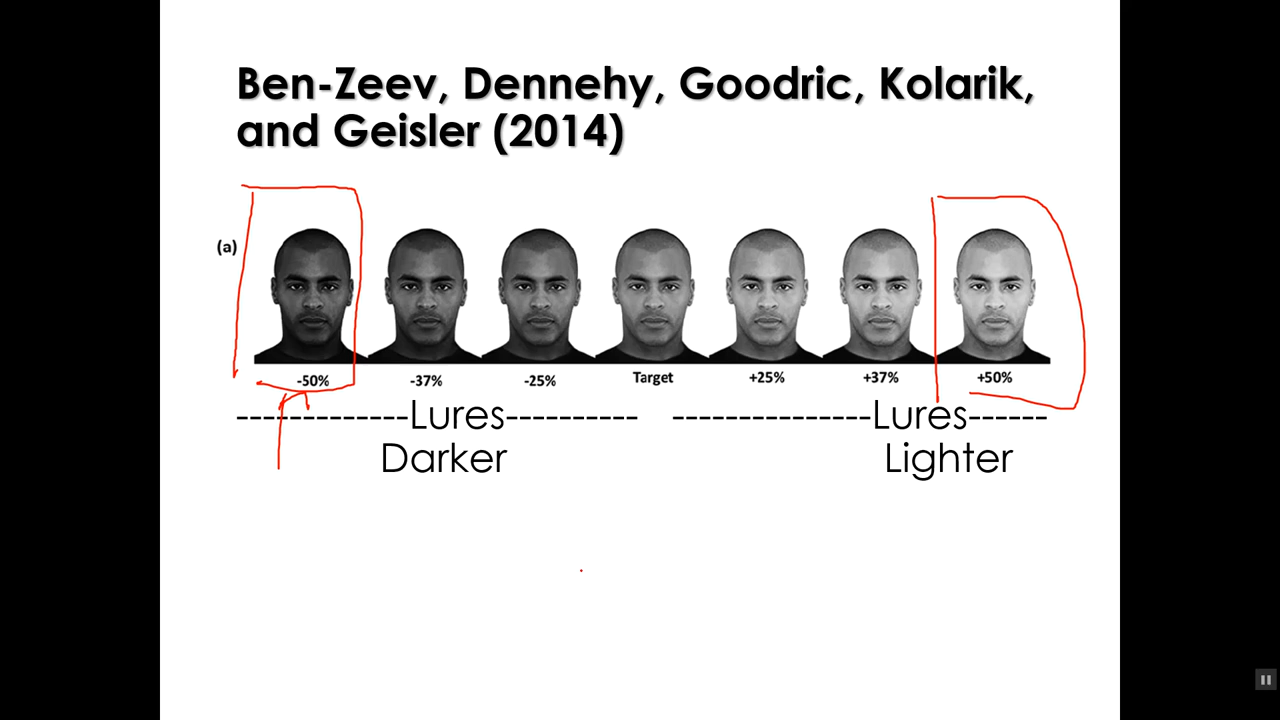 Ben-Zeev, Dennehy, Goodric, Kolarik,
and Geisler (2014)
(a)
-50% -37% -25% Target +25% +37% +50%
-------------Lures---------- ---------------Lures------
Darker Lighter